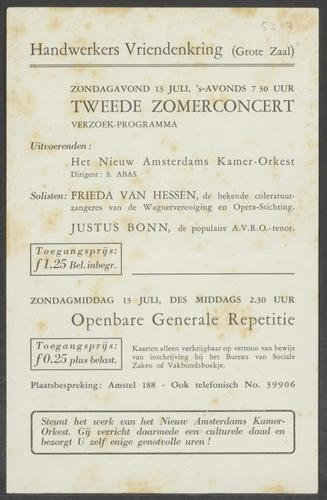 5297
Handwerkers Vriendenkring (Grote Zaal)
ZONDAGAVOND 13 JULI, 's-AVONDS 7 30 UUR
TWEEDE ZOMERCONCERT
VERZOEK-PROGRAMMA
Uitvoerenden:
Het Nieuw Amsterdams Kamer-Orkest
Dirigent: S. ABAS
Solisten: FRIEDA VAN HESSEN, de bekende coleratuur-
zangeres van de Wagnervereniging en Opera-Stichting.
JUSTUS BONN, de populaire A.V.R.O.-tenor.
Toegangsprijs:
f 1.25 Bel. inbegr.
ZONDAGMIDDAG 13 JULI, DES MIDDAGS 2.30 UUR
Openbare Generale Repetitie
Toegangsprijs:
f 0.25 plus belast.
Kaarten alleen verkrijgbaar op vertoon van bewijs
van inschrijving bij het Bureau van Sociale
Zaken of Vakbondsboekje.
Plaatsbespreking: Amstel 188 - Ook telefonisch No. 39906
Steunt het werk van het Nieuw Amsterdams Kamer-
Orkest. Gij verricht daarmede een culturele daad en
bezorgt U zelf enige genotvolle uren!